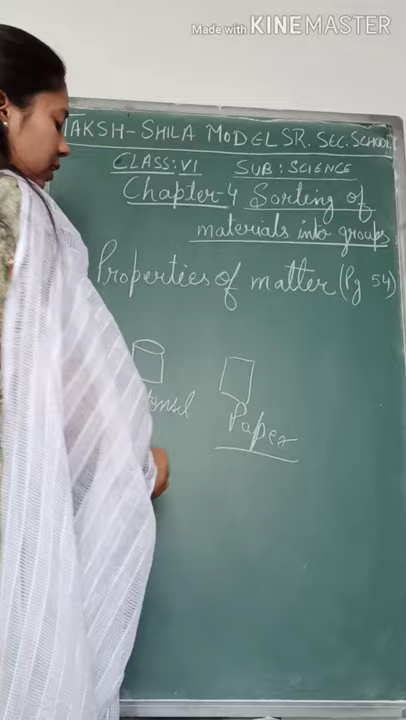 Made with KINEMASTER
TAKSH-SHILA MODEL SR. SEC. SCHOOL
CLASS: VI SUB: SCIENCE
Chapter-4 Sorting of
materials into groups
Properties of matter (Pg 54)
Paper